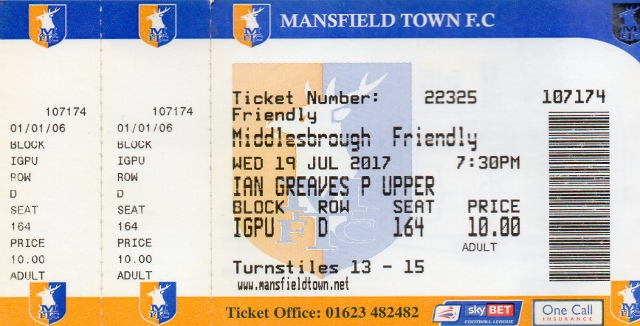 MANSFIELD TOWN F.C
107174
01/01/06
BLOCK
IGPU
ROW
D
SEAT
164
PRICE
10.00
ADULT
107174
01/01/06
BLOCK
IGPU
ROW
D
SEAT
164
PRICE
10.00
ADULT
Ticket Number: 22325 107174
Friendly
Middlesbrough Friendly
WED 19 JUL 2017 7:30PM
IAN GREAVES P UPPER
BLOCK ROW SEAT PRICE
IGPU D 164 10.00
ADULT
Turnstiles 13 - 15
www.mansfieldtown.net
Ticket Office: 01623 482482
sky BET
FOOTBALL LEAGUE
One Call
INSURANCE